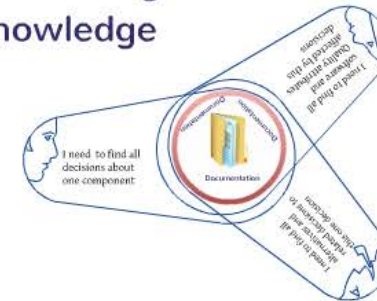 nowledge
I need to find all
decisions about
one component
Documentation
Documentation
Documentation
I need to find all
software and
Quality attributes
affected by this
decisions
I need to find all
alternatives and
related decisions to
this one decision